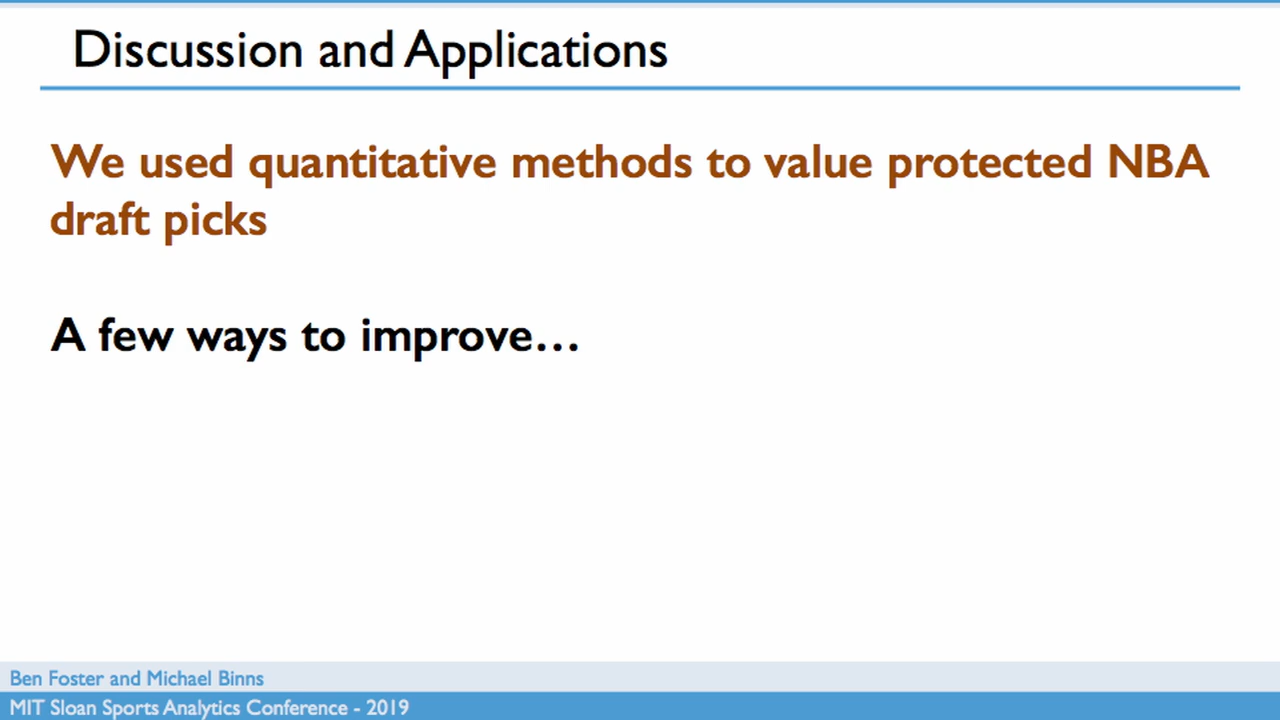 Discussion and Applications
We used quantitative methods to value protected NBA
draft picks
A few ways to improve…
Ben Foster and Michael Binns
MIT Sloan Sports Analytics Conference - 2019